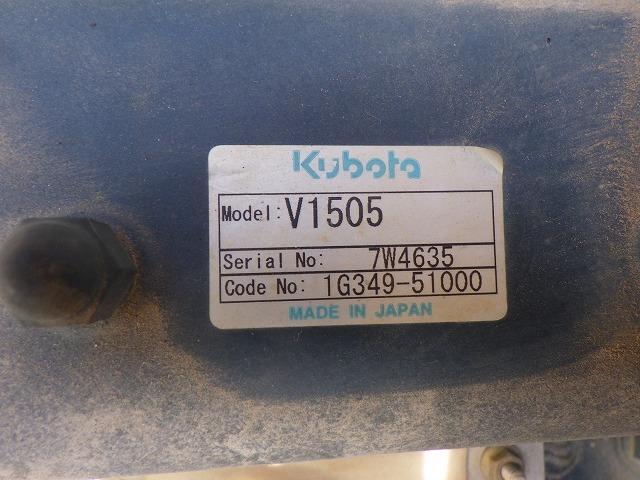 Kubota
Model: V1505
Serial No: 7W4635
Code No: 1G349-51000
MADE IN JAPAN